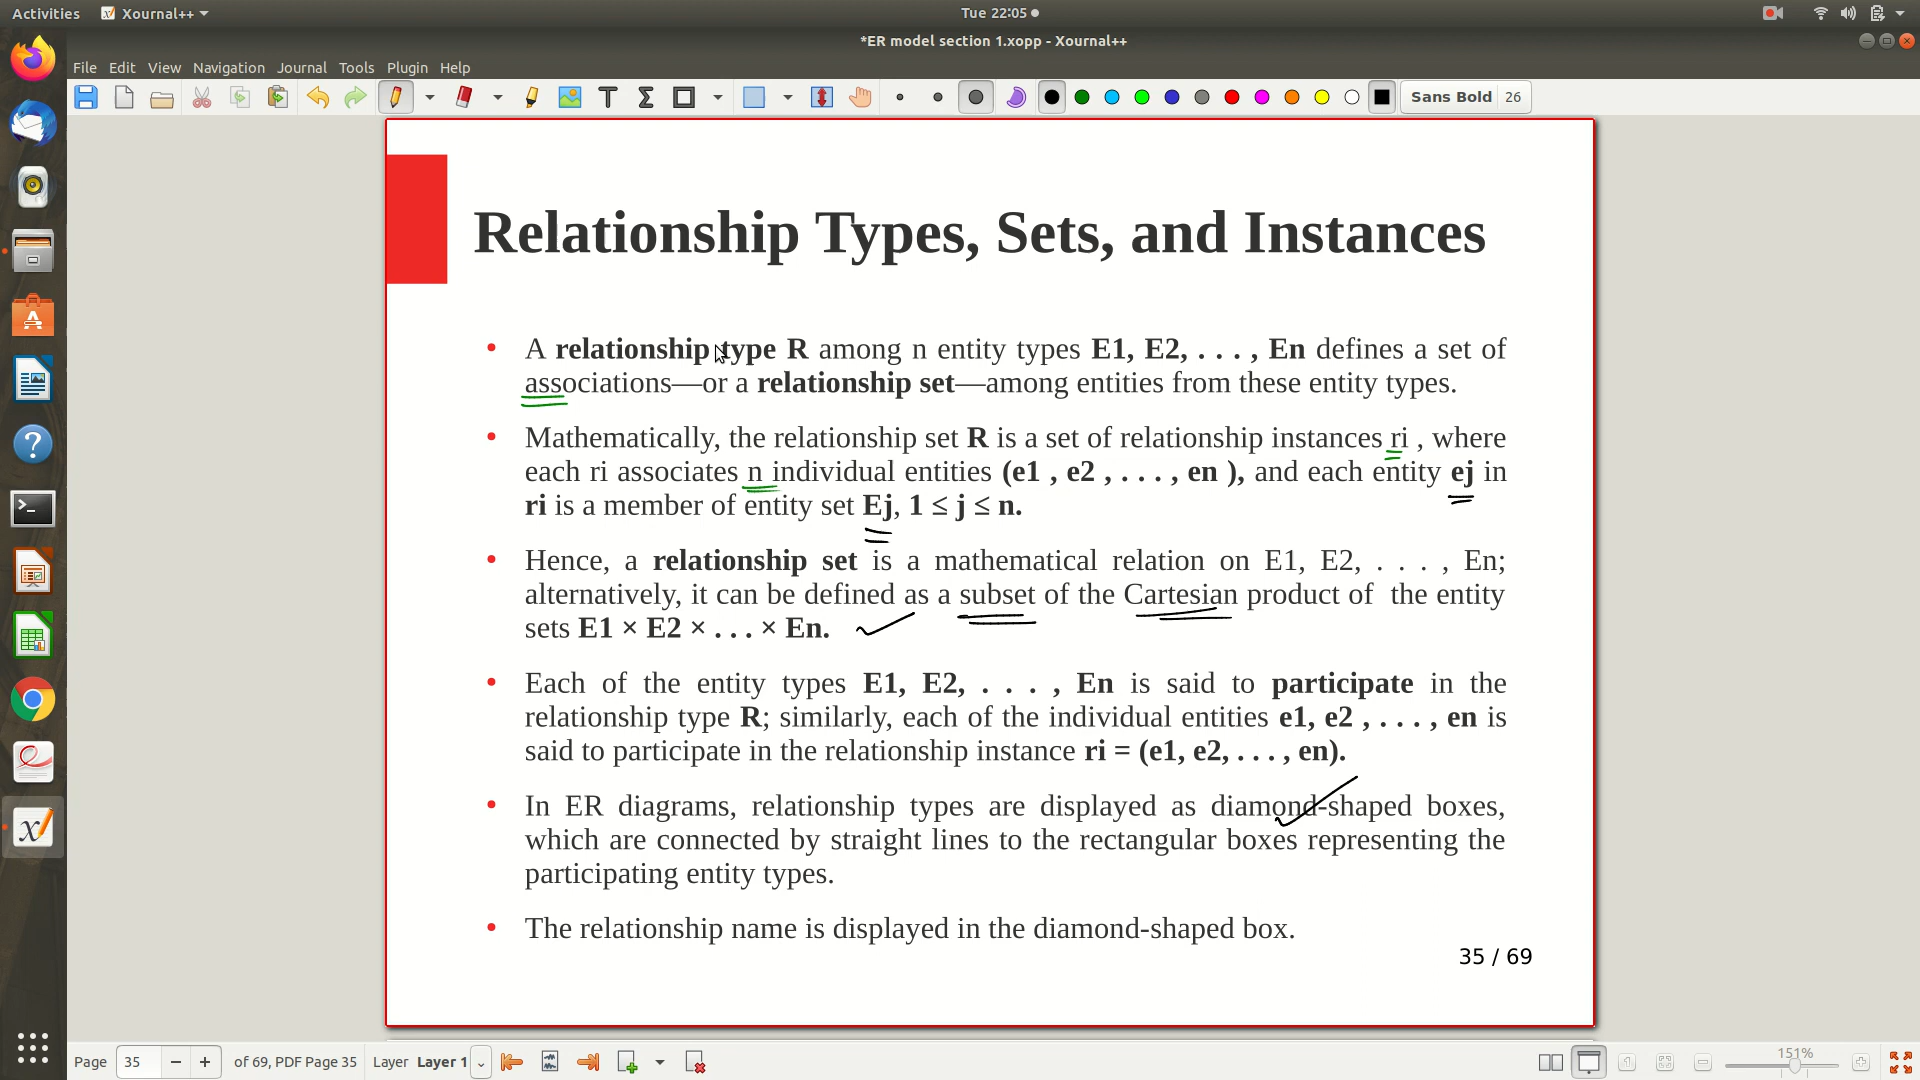 Activities Xournal++ Tue 22:05
*ER model section 1.xopp - Xournal++
File Edit View Navigation Journal Tools Plugin Help
Sans Bold 26
Relationship Types, Sets, and Instances
• A relationship type R among n entity types E1, E2, . . . , En defines a set of
associations—or a relationship set—among entities from these entity types.
• Mathematically, the relationship set R is a set of relationship instances ri , where
each ri associates n individual entities (e1 , e2 , . . . , en ), and each entity ej in
ri is a member of entity set Ej, 1 ≤ j ≤ n.
• Hence, a relationship set is a mathematical relation on E1, E2, . . . , En;
alternatively, it can be defined as a subset of the Cartesian product of the entity
sets E1 × E2 × . . . × En.
• Each of the entity types E1, E2, . . . , En is said to participate in the
relationship type R; similarly, each of the individual entities e1, e2 , . . . , en is
said to participate in the relationship instance ri = (e1, e2, . . . , en).
• In ER diagrams, relationship types are displayed as diamond-shaped boxes,
which are connected by straight lines to the rectangular boxes representing the
participating entity types.
• The relationship name is displayed in the diamond-shaped box.
35 / 69
Page 35 of 69, PDF Page 35 Layer Layer 1 151%